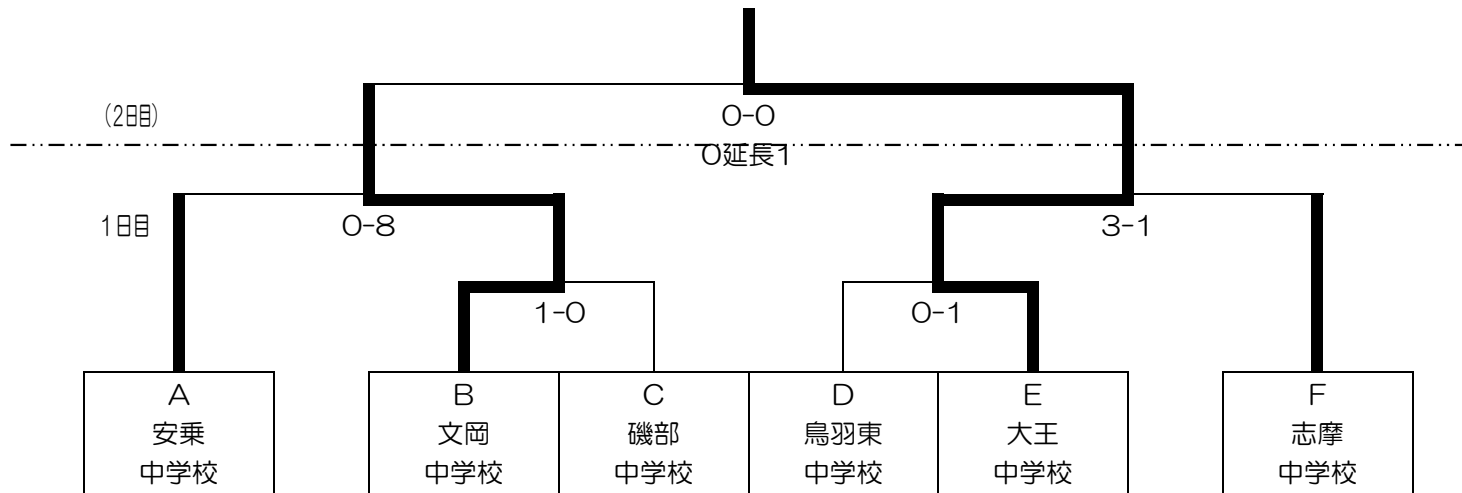 (2日目)
0-0
0延長1
1日目
0-8
3-1
1-0
0-1
A
安乗
中学校
B
文岡
中学校
C
磯部
中学校
D
鳥羽東
中学校
E
大王
中学校
F
志摩
中学校